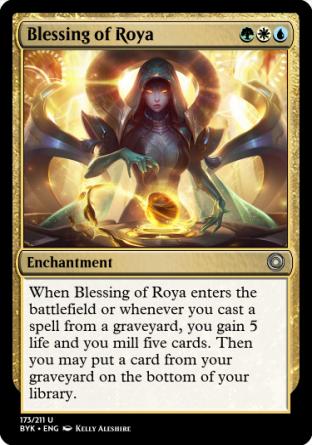 Blessing of Roya
Enchantment
When Blessing of Roya enters the
battlefield or whenever you cast a
spell from a graveyard, you gain 5
life and you mill five cards. Then
you may put a card from your
graveyard on the bottom of your
library.
173/211 U
BYK • ENG Kelly Aleshire